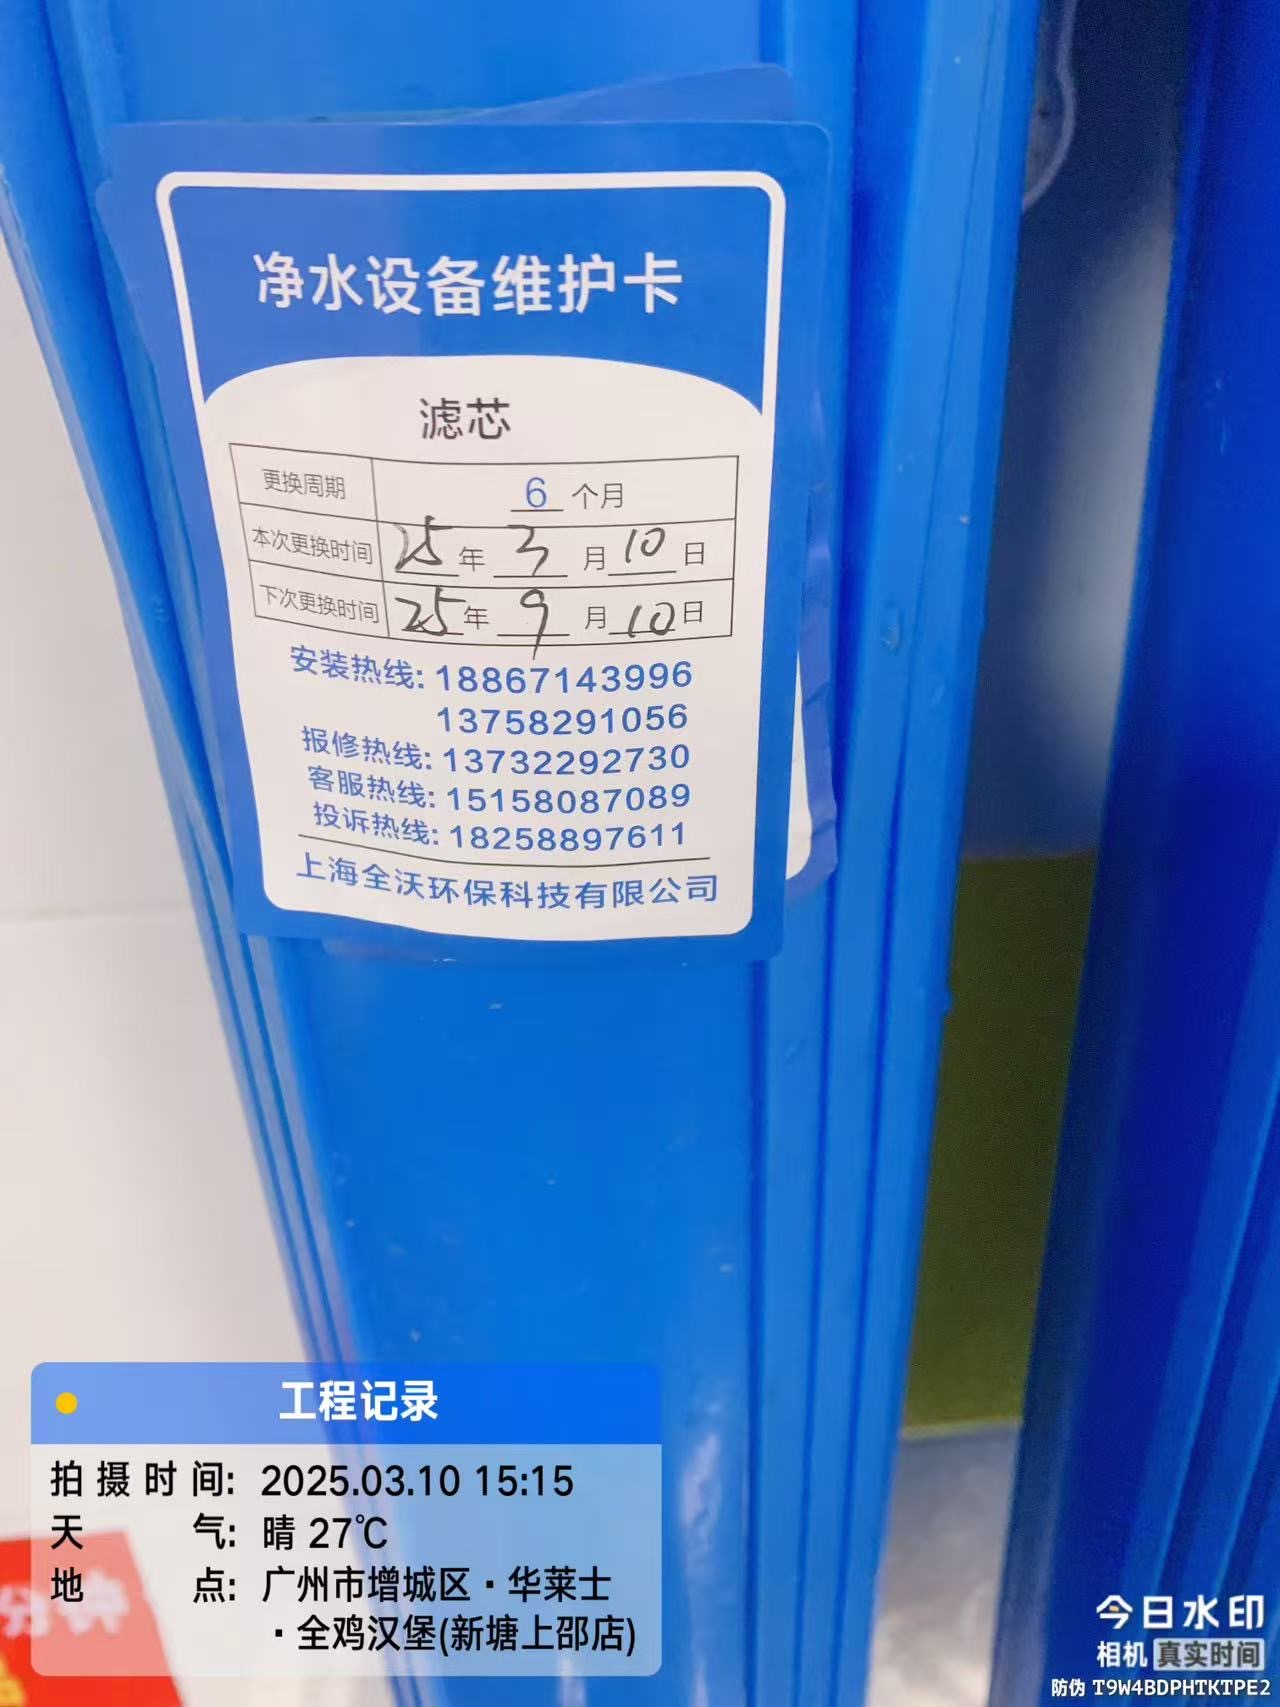 净水设备维护卡
滤芯
更换周期 6 个月
本次更换时间 25 年 3 月 10 日
下次更换时间 25 年 9 月 10 日
安装热线: 18867143996
13758291056
报修热线: 13732292730
客服热线: 15158087089
投诉热线: 18258897611
上海全沃环保科技有限公司
工程记录
拍摄时间: 2025.03.10 15:15
天气: 晴 27℃
地点: 广州市增城区·华莱士
·全鸡汉堡(新塘上邵店)
今日水印
相机 真实时间
防伪 T9W4BDPHTKTPE2